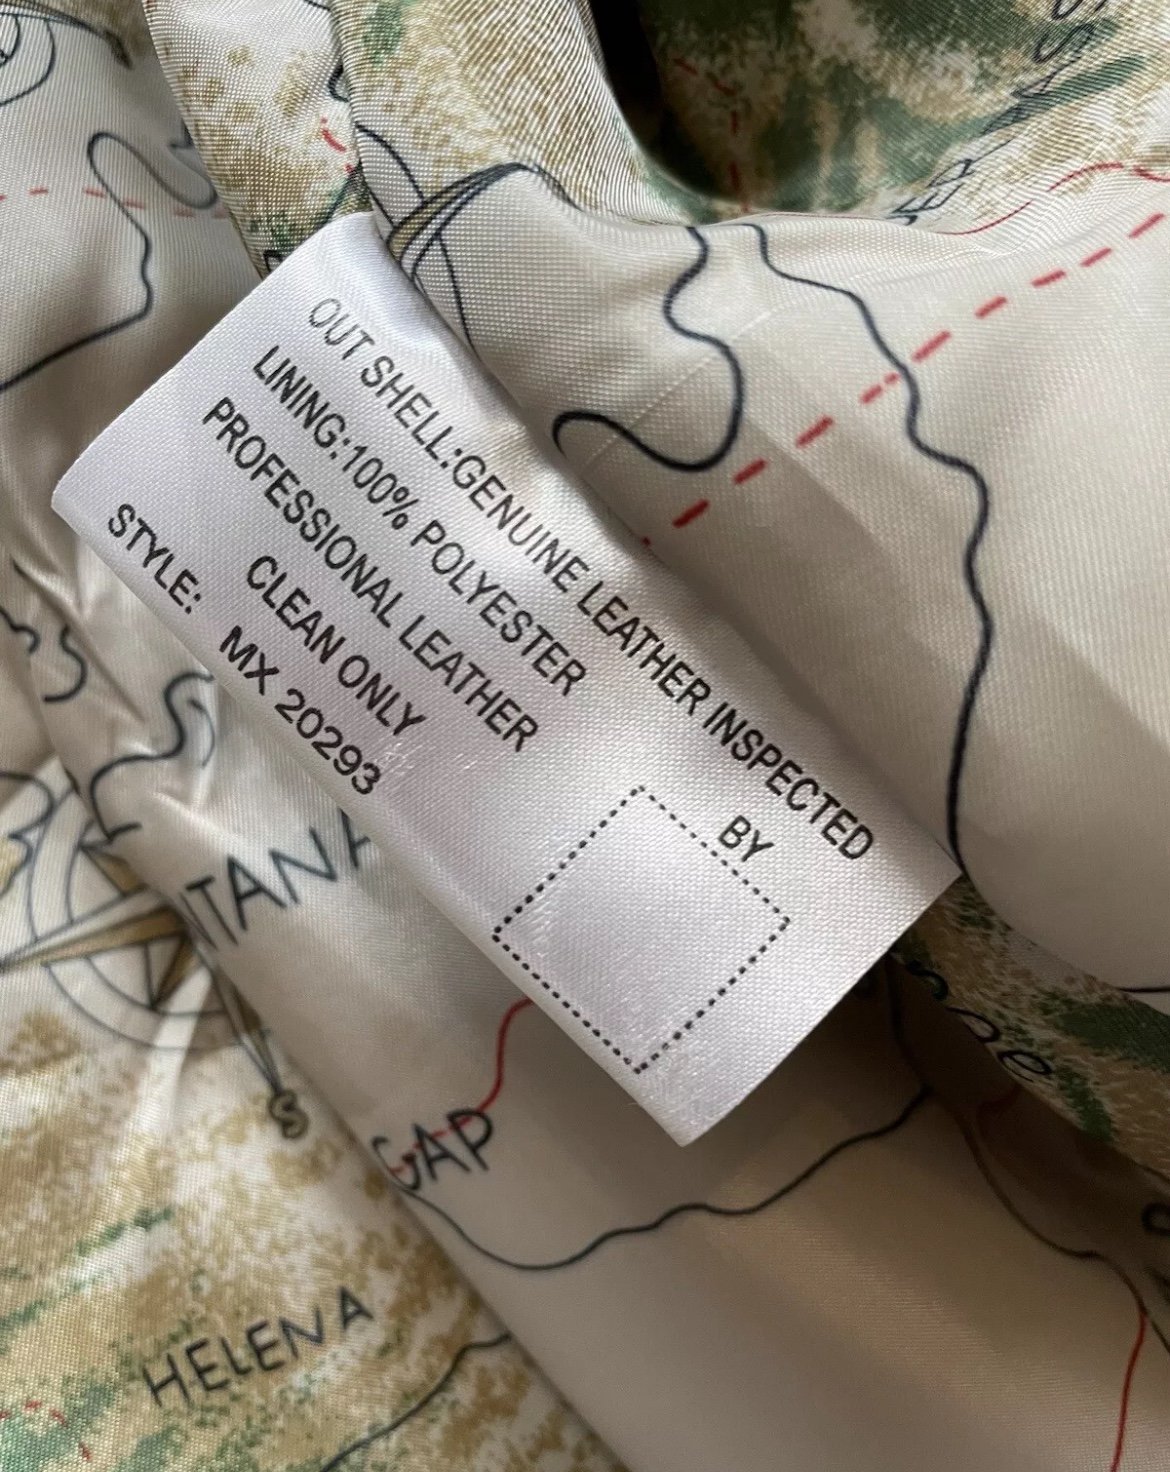 OUT SHELL:GENUINE LEATHER INSPECTED
BY
LINING:100% POLYESTER
PROFESSIONAL LEATHER
CLEAN ONLY
STYLE: MX 20293
GAP
S
HELENA